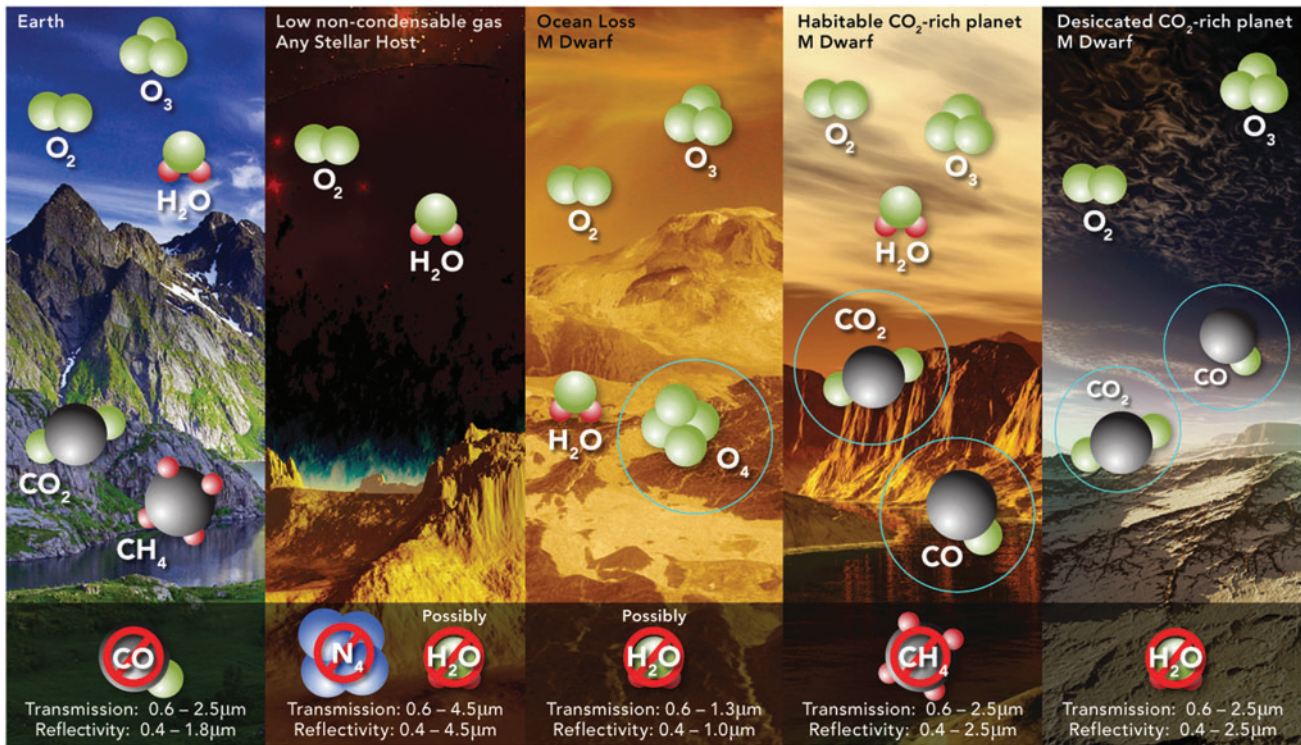 Earth
O₃
O₂
H₂O
CO₂
CH₄
CO
Transmission: 0.6 – 2.5µm
Reflectivity: 0.4 – 1.8µm
Low non-condensable gas
Any Stellar Host
O₂
H₂O
Possibly
N₄
H₂O
Transmission: 0.6 – 4.5µm
Reflectivity: 0.4 – 4.5µm
Ocean Loss
M Dwarf
O₃
O₂
H₂O
O₄
Possibly
H₂O
Transmission: 0.6 – 1.3µm
Reflectivity: 0.4 – 1.0µm
Habitable CO₂-rich planet
M Dwarf
O₂
O₃
H₂O
CO₂
CO
CH₄
Transmission: 0.6 – 2.5µm
Reflectivity: 0.4 – 2.5µm
Desiccated CO₂-rich planet
M Dwarf
O₃
O₂
CO
CO₂
H₂O
Transmission: 0.6 – 2.5µm
Reflectivity: 0.4 – 2.5µm